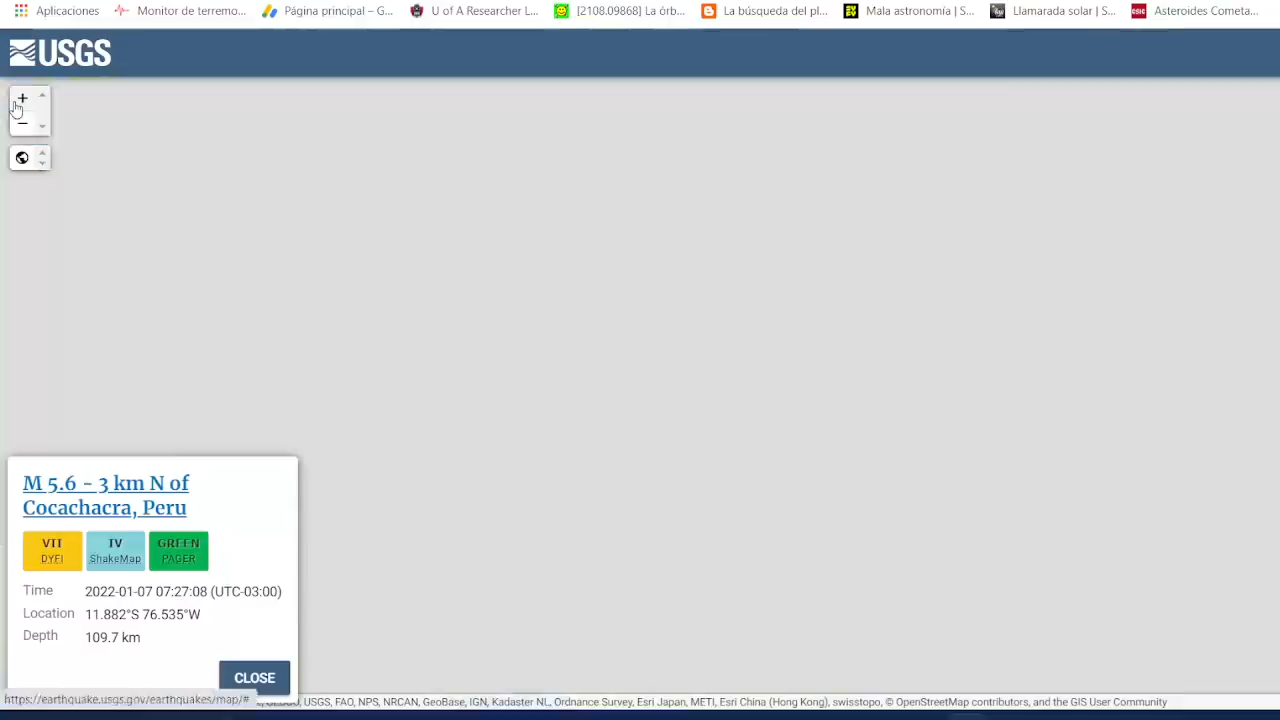 Aplicaciones Monitor de terremo... Página principal – G... U of A Researcher L... [2108.09868] La órb... La búsqueda del pl... Mala astronomía | S... Llamarada solar | S... Asteroides Cometa...
USGS
+
−
M 5.6 - 3 km N of
Cocachacra, Peru
VII IV GREEN
DYFI ShakeMap PAGER
Time 2022-01-07 07:27:08 (UTC-03:00)
Location 11.882°S 76.535°W
Depth 109.7 km
CLOSE
https://earthquake.usgs.gov/earthquakes/map/# USGS, FAO, NPS, NRCAN, GeoBase, IGN, Kadaster NL, Ordnance Survey, Esri Japan, METI, Esri China (Hong Kong), swisstopo, © OpenStreetMap contributors, and the GIS User Community